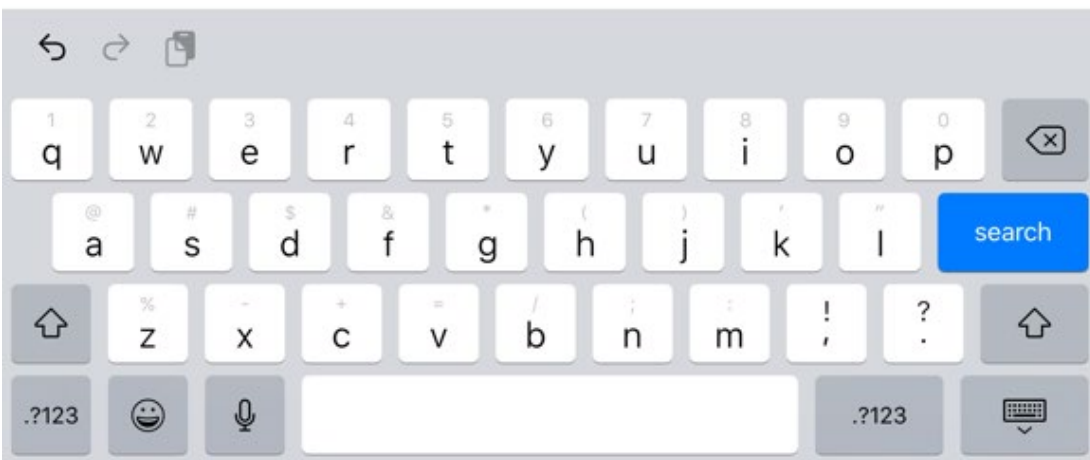 1 2 3 4 5 6 7 8 9 0
q w e r t y u i o p
@ # $ & * ( ) ' "
a s d f g h j k l search
% - + = / ; : ! ?
z x c v b n m , .
.?123 .?123